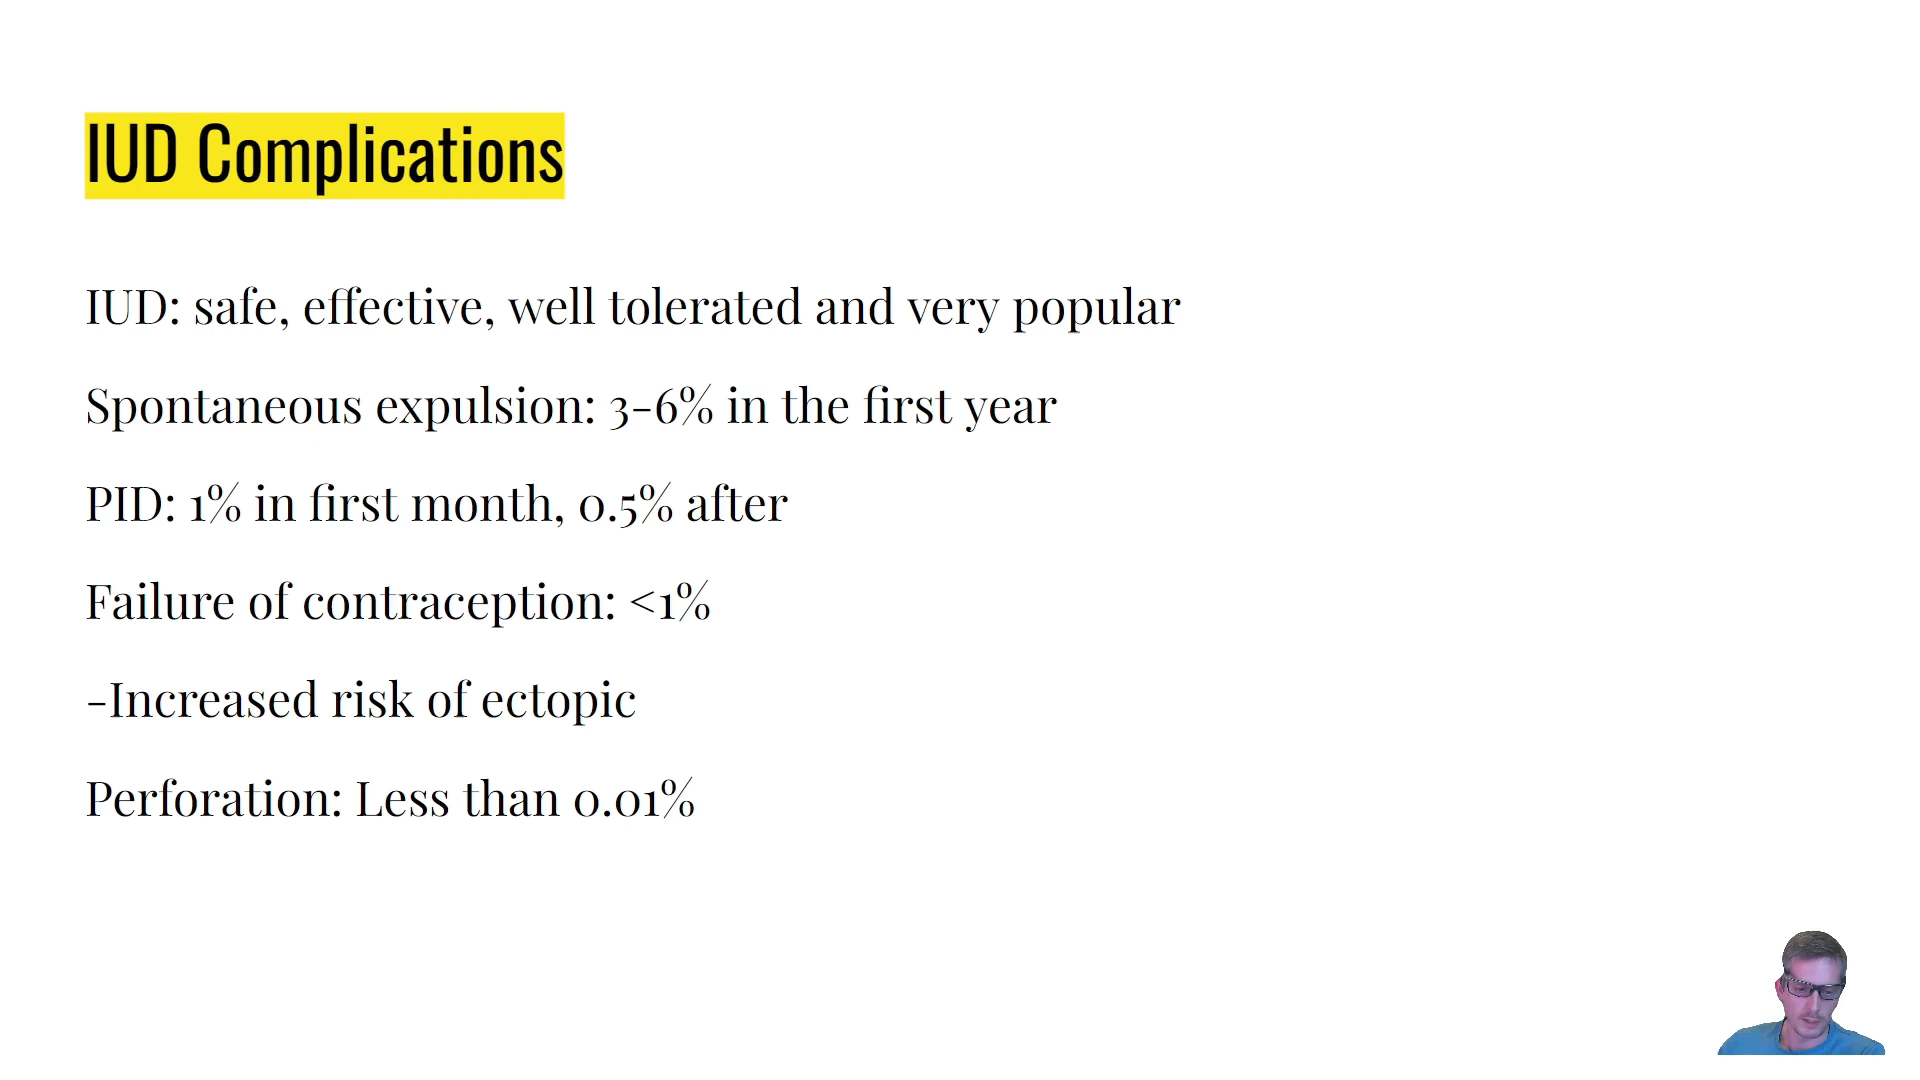 IUD Complications
IUD: safe, effective, well tolerated and very popular
Spontaneous expulsion: 3-6% in the first year
PID: 1% in first month, 0.5% after
Failure of contraception: <1%
-Increased risk of ectopic
Perforation: Less than 0.01%